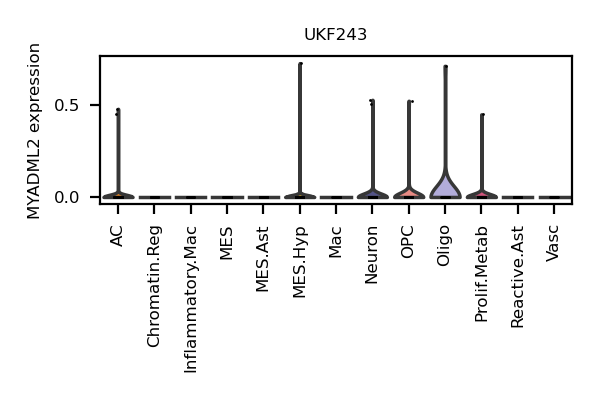 UKF243
MYADML2 expression
0.5
0.0
AC
Chromatin.Reg
Inflammatory.Mac
MES
MES.Ast
MES.Hyp
Mac
Neuron
OPC
Oligo
Prolif.Metab
Reactive.Ast
Vasc